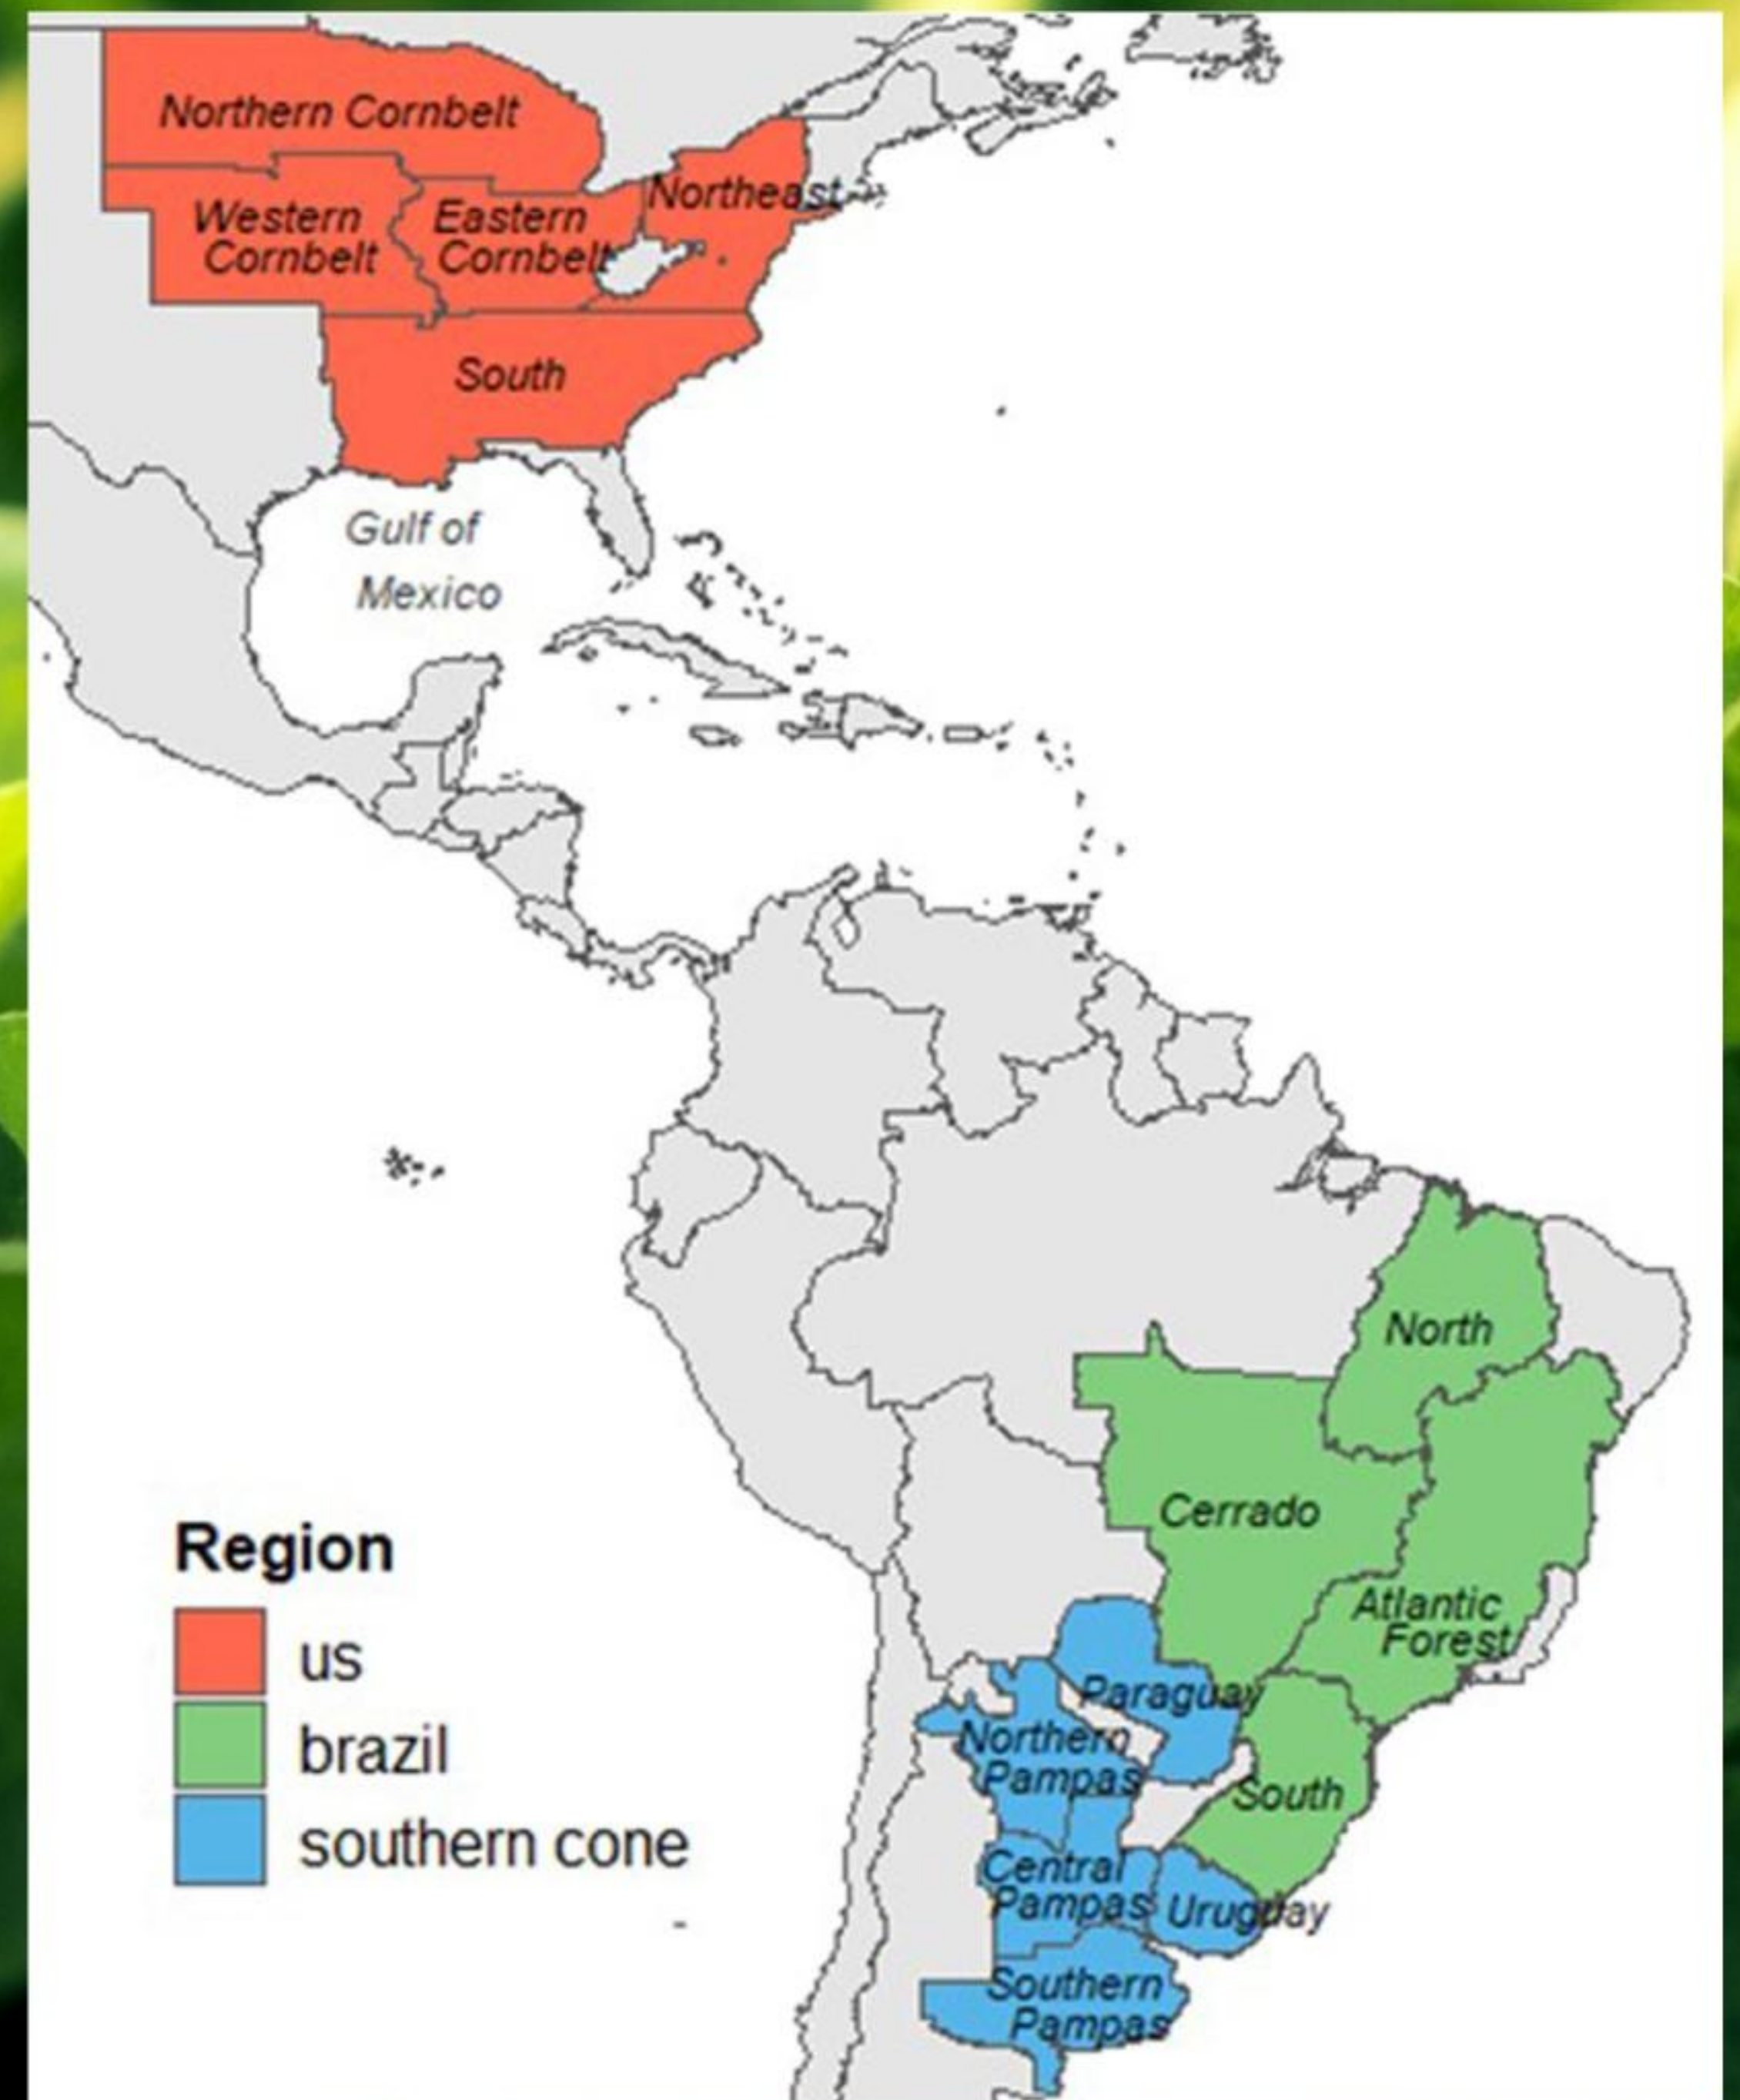 Northern Cornbelt
Northeast
Western
Cornbelt
Eastern
Cornbelt
South
Gulf of
Mexico
North
Cerrado
Atlantic
Forest
Paraguay
Northern
Pampas
South
Central
Pampas
Uruguay
Southern
Pampas
Region
us
brazil
southern cone